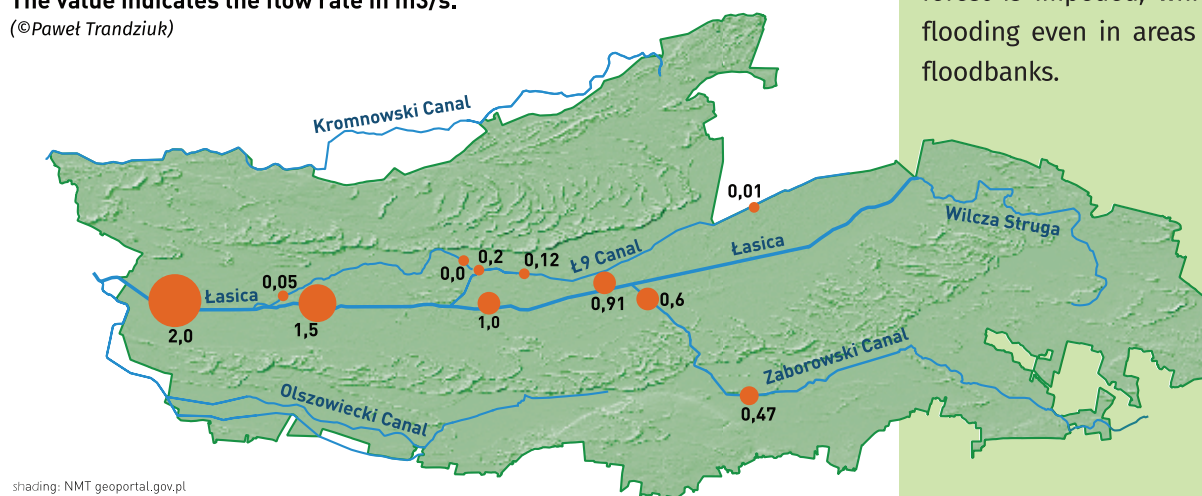 The value indicates the flow rate in m3/s.
(©Paweł Trandziuk)
flooding even in areas
floodbanks.
Kromnowski Canal
0,01
Wilcza Struga
Łasica
Ł9 Canal
0,2
0,12
0,0
0,05
Łasica
0,91
0,6
1,0
1,5
2,0
Zaborowski Canal
0,47
Olszowiecki Canal
shading: NMT geoportal.gov.pl